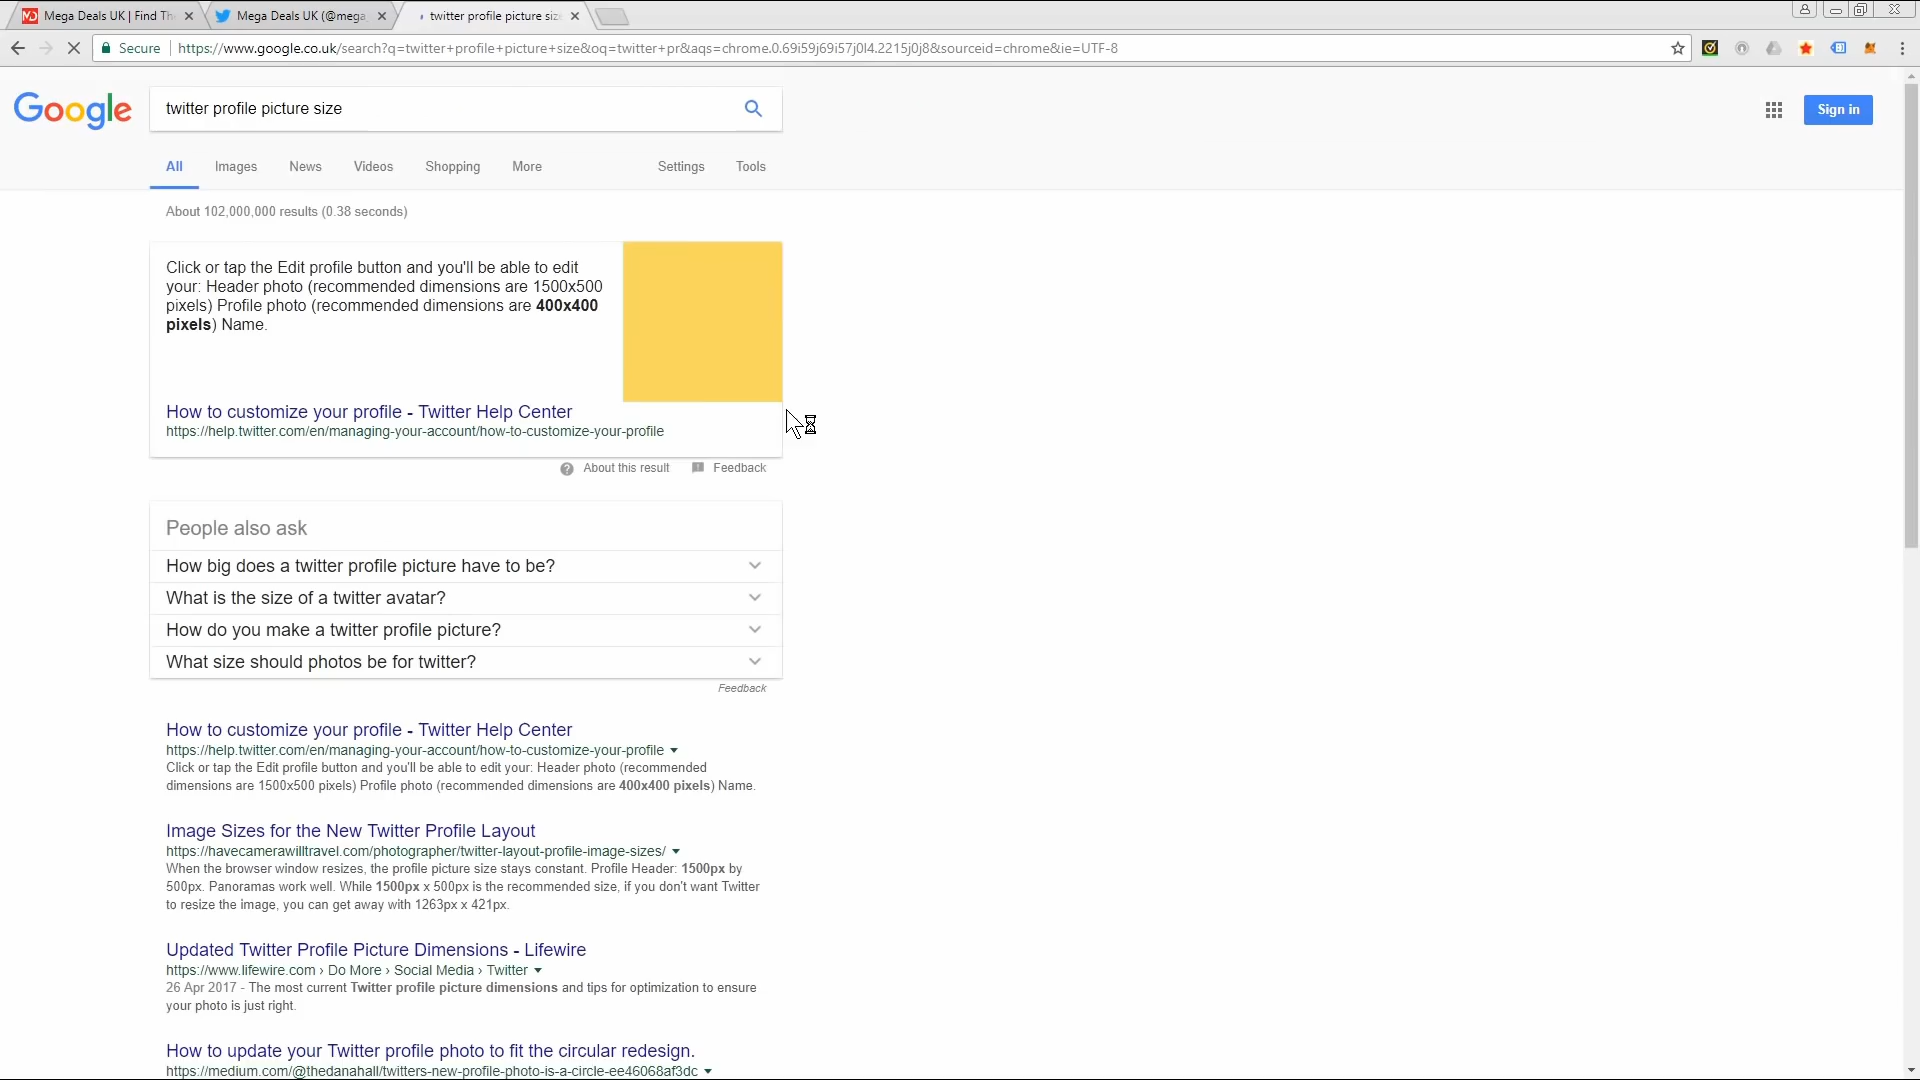 Mega Deals UK | Find Th
Mega Deals UK (@mega_
twitter profile picture size
Secure
https://www.google.co.uk/search?q=twitter+profile+picture+size&oq=twitter+pr&aqs=chrome.0.69i59j69i57j0l4.2215j0j8&sourceid=chrome&ie=UTF-8
Google
twitter profile picture size
Sign in
All Images News Videos Shopping More Settings Tools
About 102,000,000 results (0.38 seconds)
Click or tap the Edit profile button and you'll be able to edit
your: Header photo (recommended dimensions are 1500x500
pixels) Profile photo (recommended dimensions are 400x400
pixels) Name.
How to customize your profile - Twitter Help Center
https://help.twitter.com/en/managing-your-account/how-to-customize-your-profile
About this result Feedback
People also ask
How big does a twitter profile picture have to be?
What is the size of a twitter avatar?
How do you make a twitter profile picture?
What size should photos be for twitter?
Feedback
How to customize your profile - Twitter Help Center
https://help.twitter.com/en/managing-your-account/how-to-customize-your-profile
Click or tap the Edit profile button and you'll be able to edit your: Header photo (recommended
dimensions are 1500x500 pixels) Profile photo (recommended dimensions are 400x400 pixels) Name.
Image Sizes for the New Twitter Profile Layout
https://havecamerawilltravel.com/photographer/twitter-layout-profile-image-sizes/
When the browser window resizes, the profile picture size stays constant. Profile Header: 1500px by
500px. Panoramas work well. While 1500px x 500px is the recommended size, if you don't want Twitter
to resize the image, you can get away with 1263px x 421px.
Updated Twitter Profile Picture Dimensions - Lifewire
https://www.lifewire.com › Do More › Social Media › Twitter
26 Apr 2017 - The most current Twitter profile picture dimensions and tips for optimization to ensure
your photo is just right.
How to update your Twitter profile photo to fit the circular redesign.
https://medium.com/@thedanahall/twitters-new-profile-photo-is-a-circle-ee46068af3dc